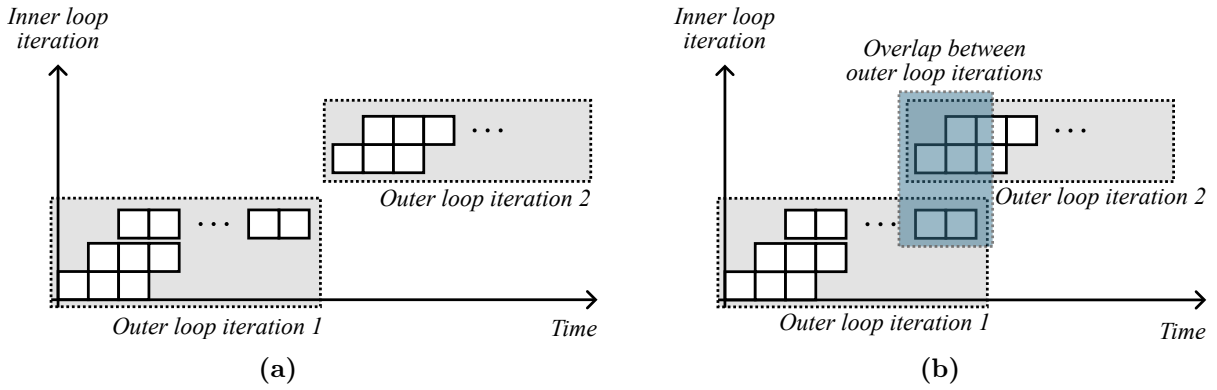 Inner loop
iteration
· · ·
Outer loop iteration 2
· · ·
Outer loop iteration 1
Time
(a)
Inner loop
iteration
Overlap between
outer loop iterations
· · ·
Outer loop iteration 2
· · ·
Outer loop iteration 1
Time
(b)